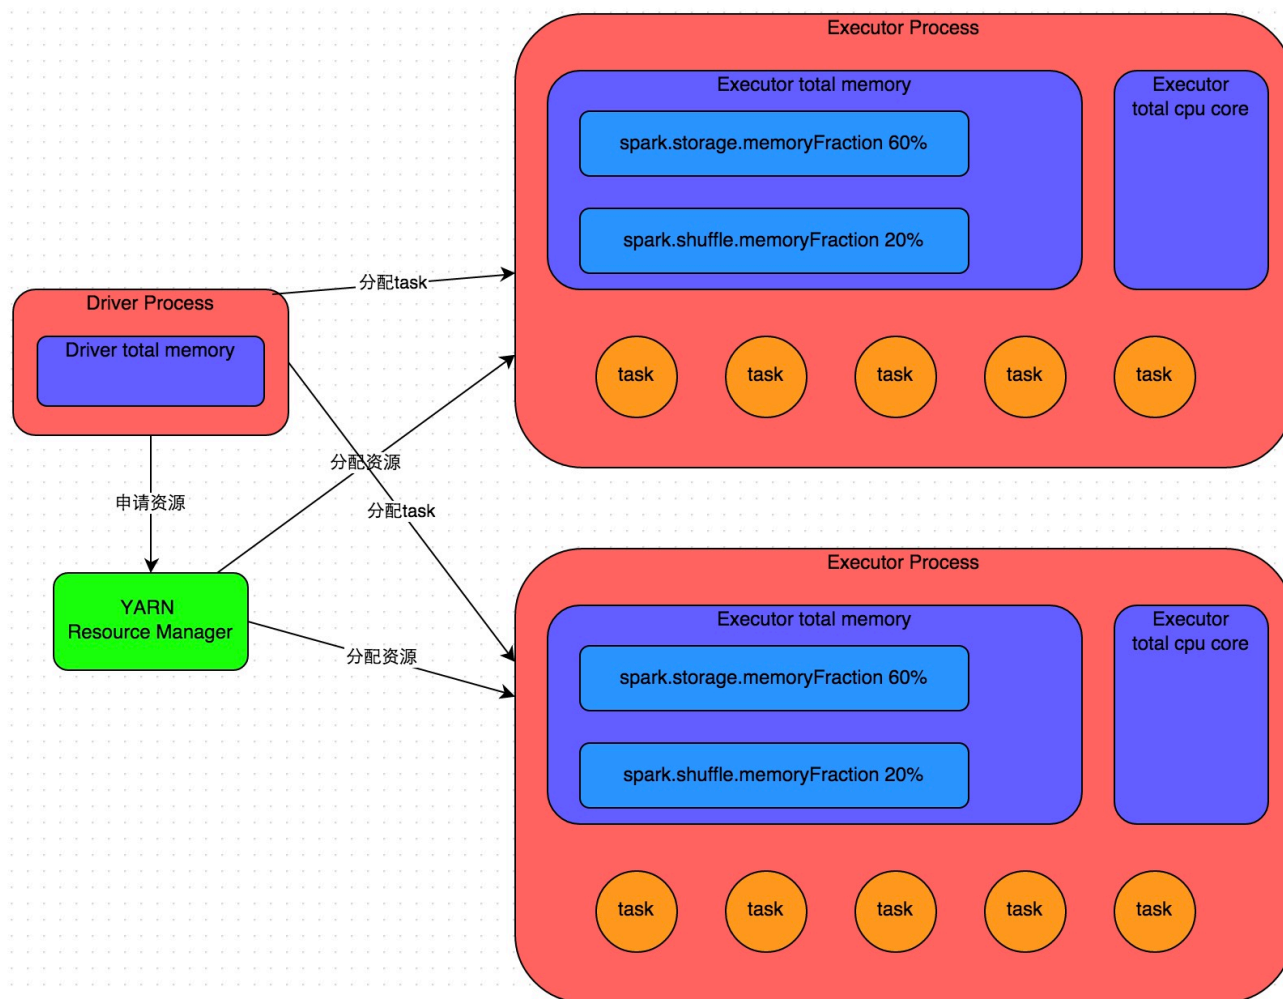 Executor Process
Executor total memory
spark.storage.memoryFraction 60%
spark.shuffle.memoryFraction 20%
Executor
total cpu core
task
task
task
task
task
分配task
Driver Process
Driver total memory
申请资源
分配资源
分配task
YARN
Resource Manager
分配资源
Executor Process
Executor total memory
spark.storage.memoryFraction 60%
spark.shuffle.memoryFraction 20%
Executor
total cpu core
task
task
task
task
task